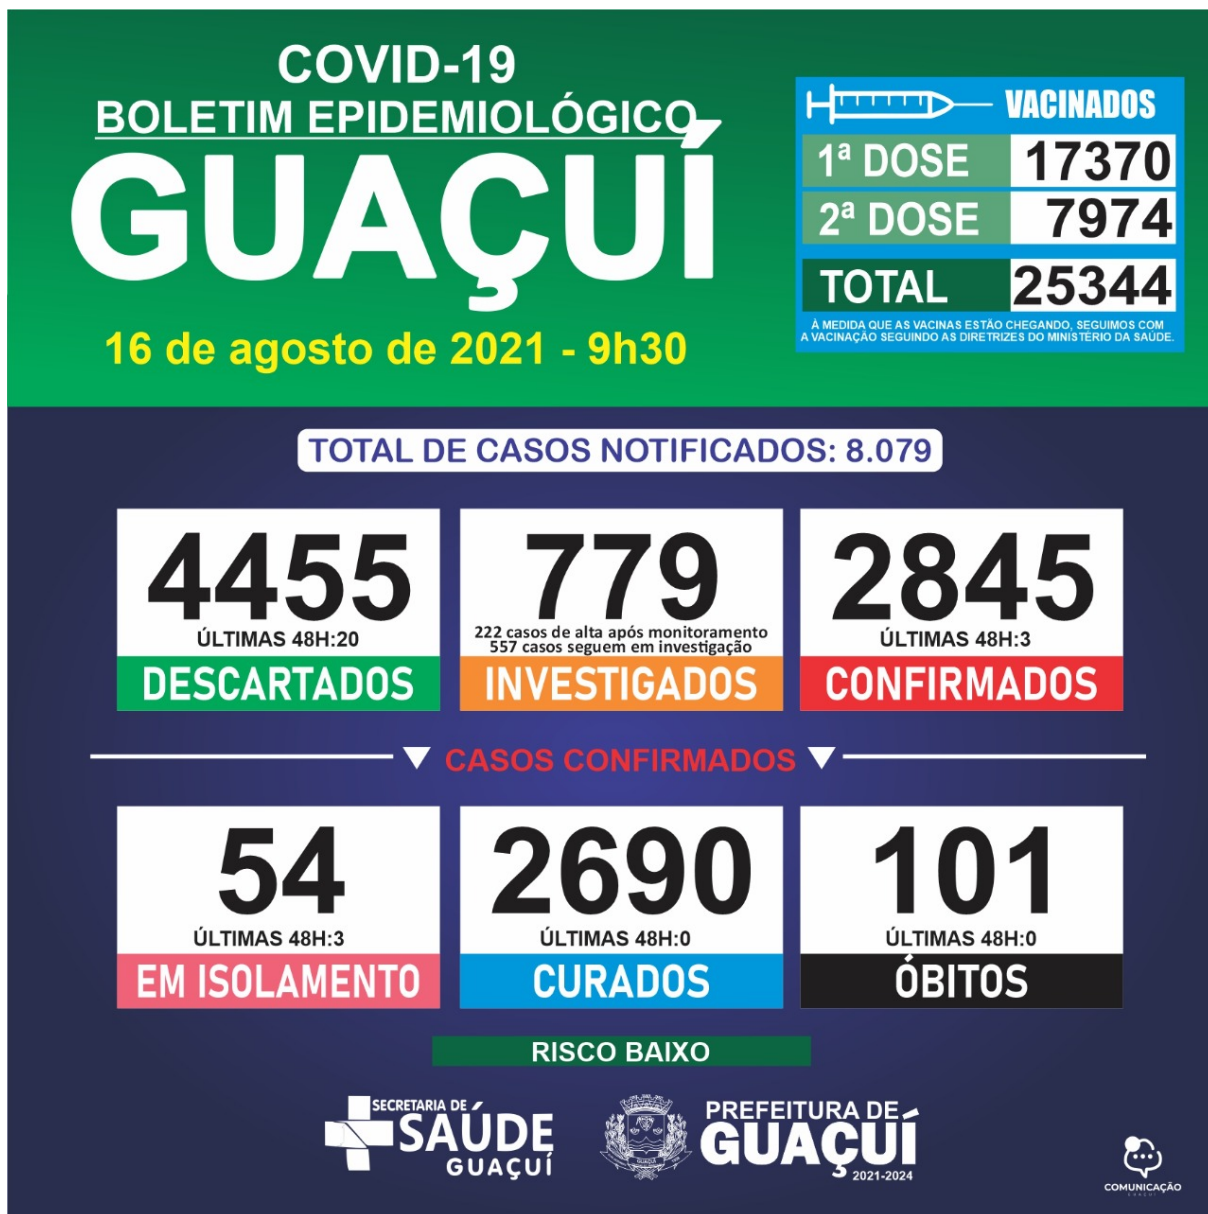 COVID-19
BOLETIM EPIDEMIOLÓGICO
GUAÇUÍ
16 de agosto de 2021 - 9h30
VACINADOS
1ª DOSE 17370
2ª DOSE 7974
TOTAL 25344
À MEDIDA QUE AS VACINAS ESTÃO CHEGANDO, SEGUIMOS COM
A VACINAÇÃO SEGUINDO AS DIRETRIZES DO MINISTÉRIO DA SAÚDE.
TOTAL DE CASOS NOTIFICADOS: 8.079
4455
ÚLTIMAS 48H:20
DESCARTADOS
779
222 casos de alta após monitoramento
557 casos seguem em investigação
INVESTIGADOS
2845
ÚLTIMAS 48H:3
CONFIRMADOS
CASOS CONFIRMADOS
54
ÚLTIMAS 48H:3
EM ISOLAMENTO
2690
ÚLTIMAS 48H:0
CURADOS
101
ÚLTIMAS 48H:0
ÓBITOS
RISCO BAIXO
SECRETARIA DE
SAÚDE
GUAÇUÍ
PREFEITURA DE
GUAÇUÍ
2021-2024
COMUNICAÇÃO
GUAÇUÍ